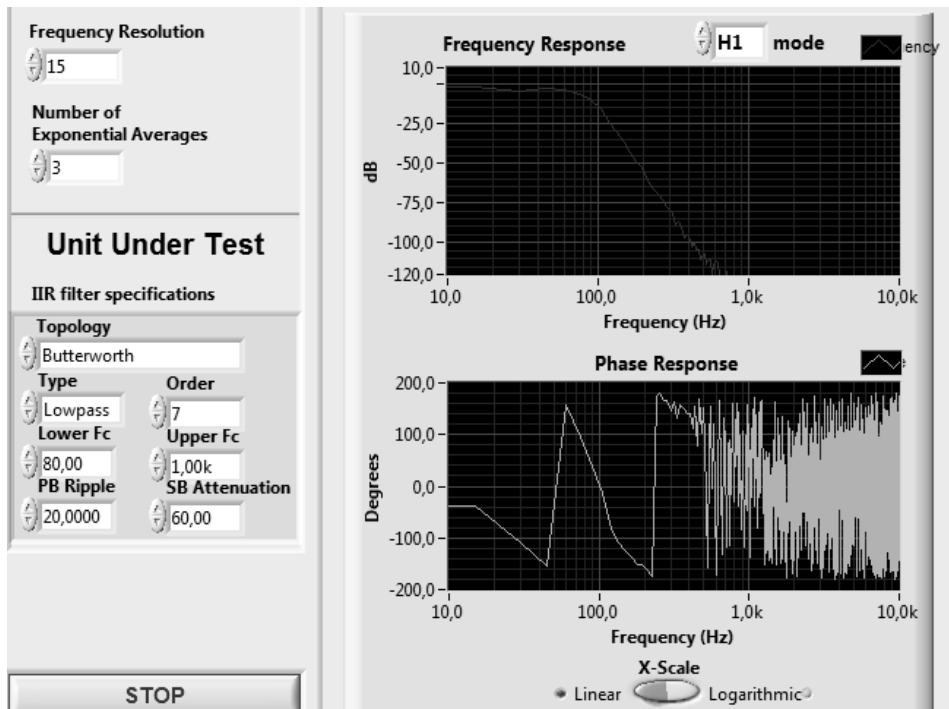 Frequency Resolution
15
Number of
Exponential Averages
3
Unit Under Test
IIR filter specifications
Topology
Butterworth
Type
Order
Lowpass
7
Lower Fc
Upper Fc
80,00
1,00k
PB Ripple
SB Attenuation
20,0000
60,00
STOP
Frequency Response
H1
mode
ency
10,0
-25,0
-50,0
-75,0
-100,0
-120,0
dB
10,0
100,0
1,0k
10,0k
Frequency (Hz)
Phase Response
200,0
100,0
0,0
-100,0
-200,0
Degrees
10,0
100,0
1,0k
10,0k
Frequency (Hz)
X-Scale
Linear
Logarithmic